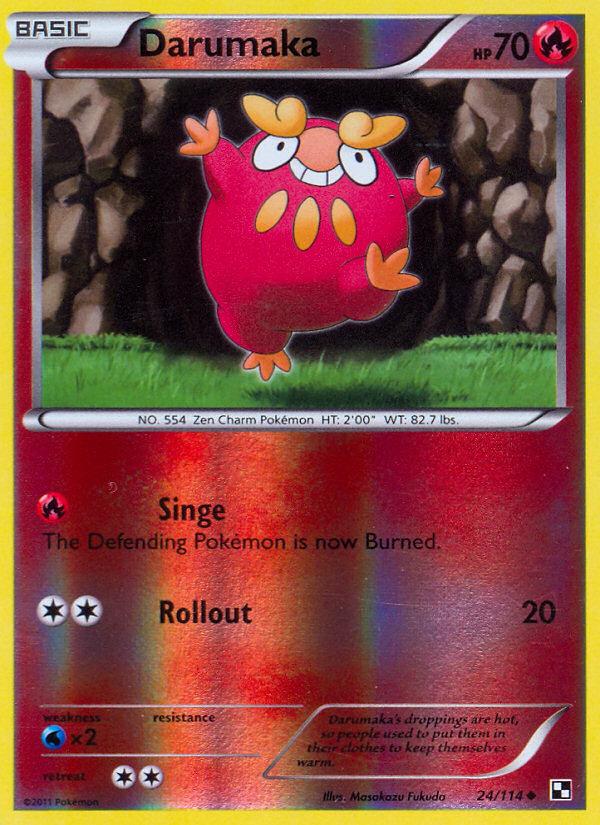 BASIC Darumaka HP70
NO. 554 Zen Charm Pokémon HT: 2'00" WT: 82.7 lbs.
Singe
The Defending Pokémon is now Burned.
Rollout 20
weakness resistance
×2
retreat
Darumaka's droppings are hot,
so people used to put them in
their clothes to keep themselves
warm.
©2011 Pokémon Illus. Masakazu Fukuda 24/114